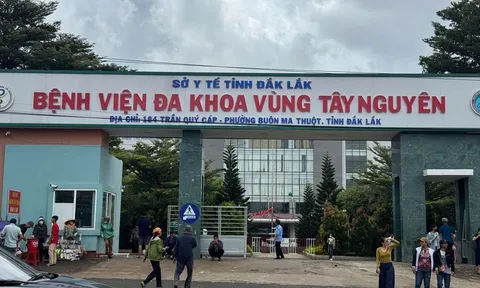 SỞ Y TẾ TỈNH ĐẮK LẮK
BỆNH VIỆN ĐA KHOA VÙNG TÂY NGUYÊN
ĐỊA CHỈ: 184 TRẦN QUÝ CÁP - PHƯỜNG BUÔN MA THUỘT, TỈNH ĐẮK LẮK